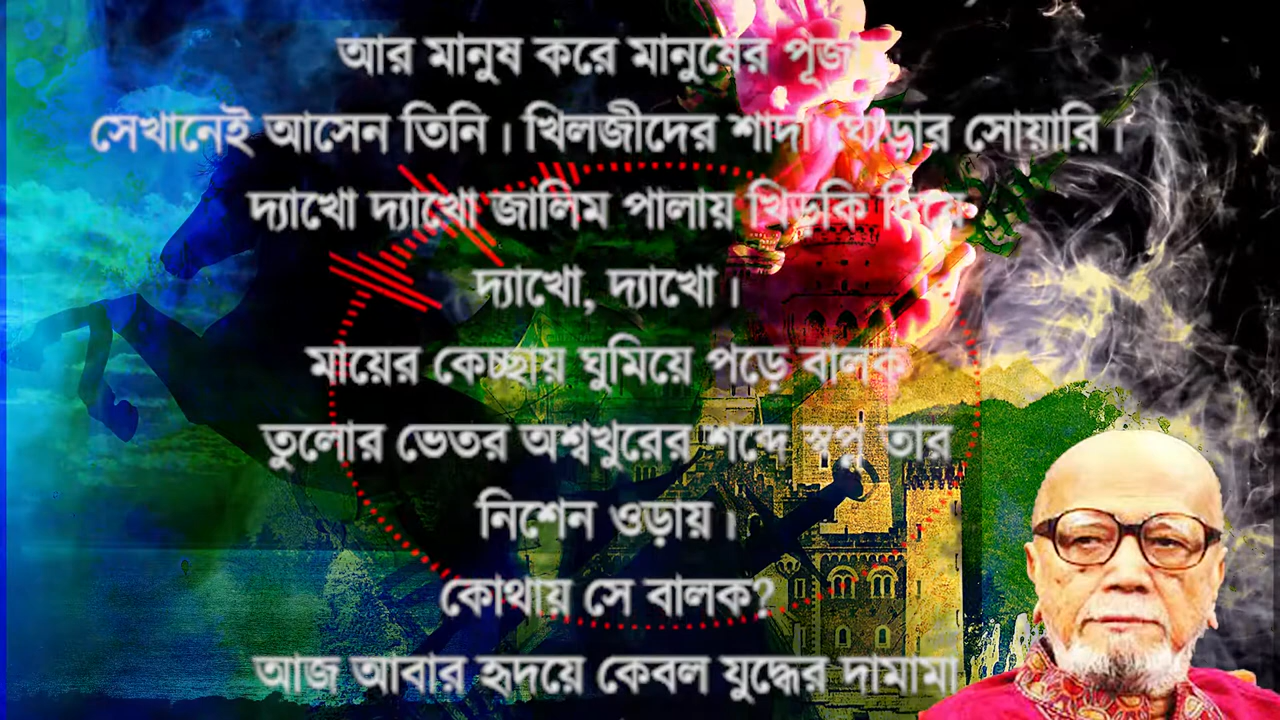 আর মানুষ করে মানুষের পূজা
সেখানেই আসেন তিনি। খিলজীদের শাদা ঘোড়ার সোয়ারি।
দ্যাখো দ্যাখো জালিম পালায় খিড়কি দিয়ে
দ্যাখো, দ্যাখো।
মায়ের কেচ্ছায় ঘুমিয়ে পড়ে বালক
তুলোর ভেতর অশ্বখুরের শব্দে স্বপ্ন তার
নিশেন ওড়ায়।
কোথায় সে বালক?
আজ আবার হৃদয়ে কেবল যুদ্ধের দামামা